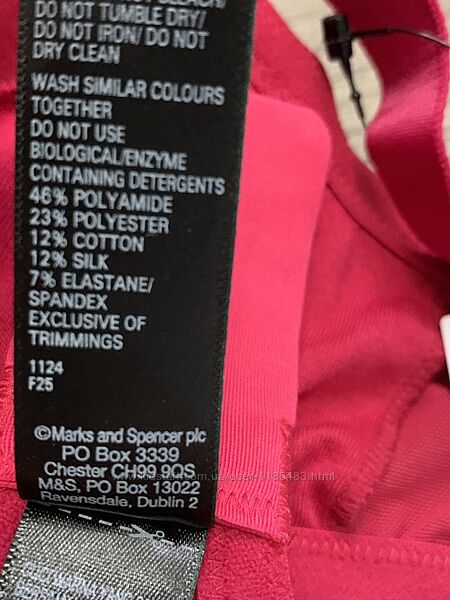 DO NOT TUMBLE DRY/
DO NOT IRON/ DO NOT
DRY CLEAN
WASH SIMILAR COLOURS
TOGETHER
DO NOT USE
BIOLOGICAL/ENZYME
CONTAINING DETERGENTS
46% POLYAMIDE
23% POLYESTER
12% COTTON
12% SILK
7% ELASTANE/
SPANDEX
EXCLUSIVE OF
TRIMMINGS
1124
F25
©Marks and Spencer plc
PO Box 3339
Chester CH99 9QS
M&S, PO Box 13022
Ravensdale, Dublin 2